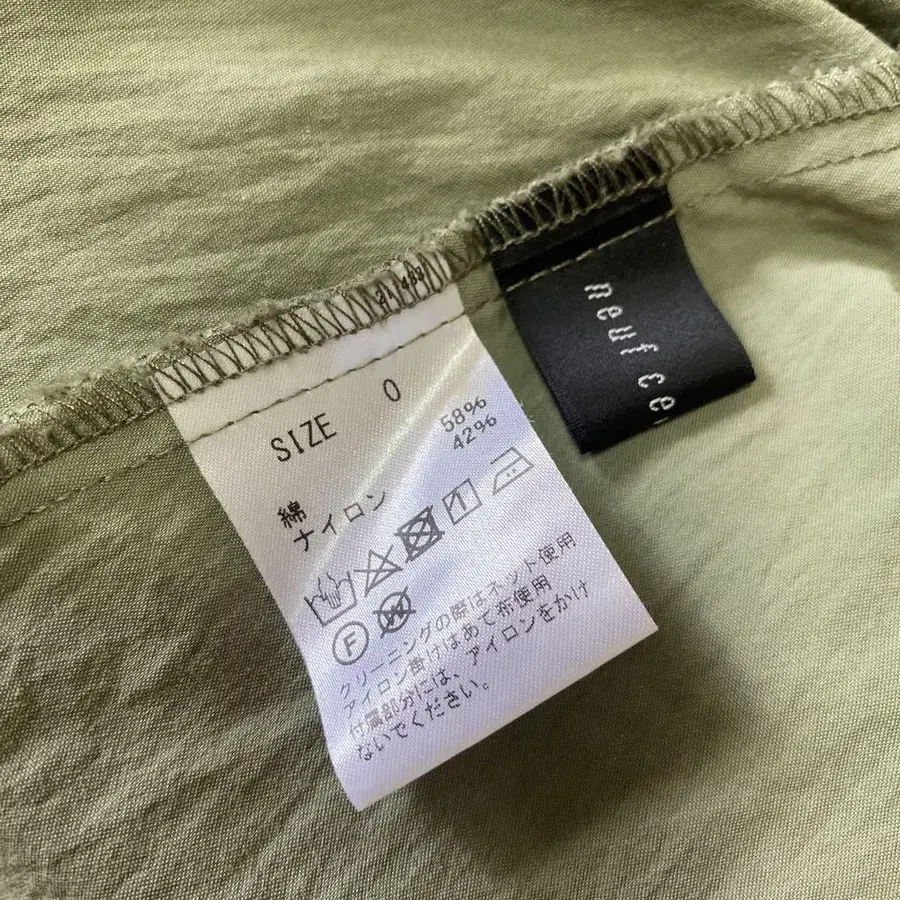 SIZE 0
綿 58%
ナイロン 42%
F W
クリーニングの際はネット使用
アイロン掛けはあて布使用
付属部分には、アイロンをかけ
ないでください。
neuf ce